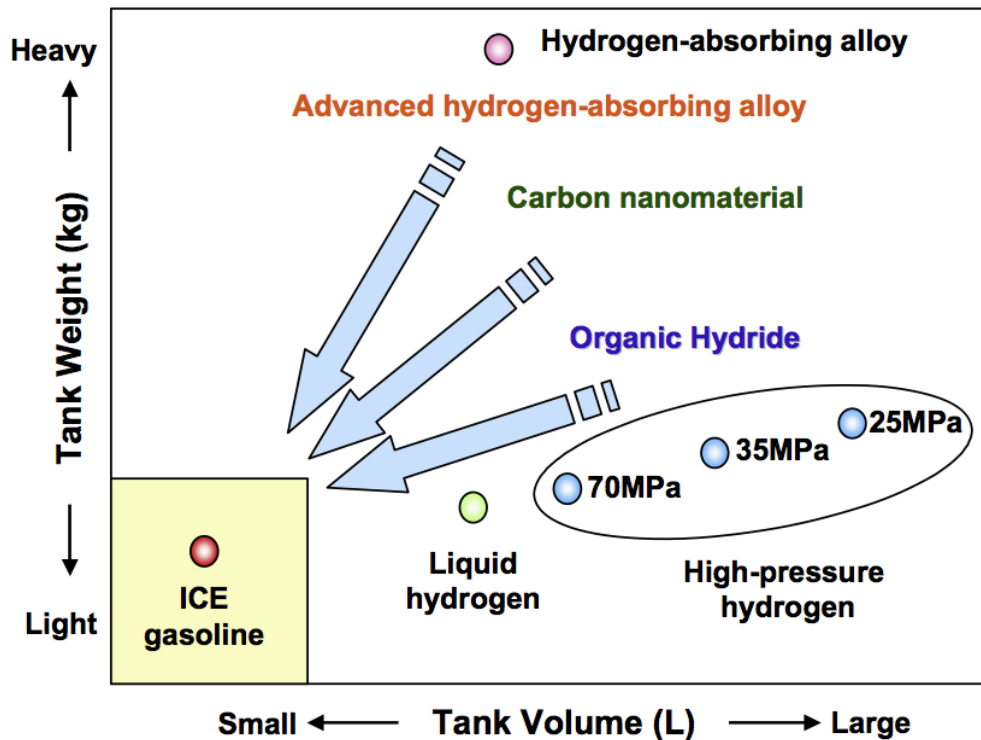 Heavy
Hydrogen-absorbing alloy
Advanced hydrogen-absorbing alloy
Carbon nanomaterial
Tank Weight (kg)
Organic Hydride
25MPa
35MPa
70MPa
Liquid
hydrogen
High-pressure
hydrogen
ICE
gasoline
Light
Small
Tank Volume (L)
Large